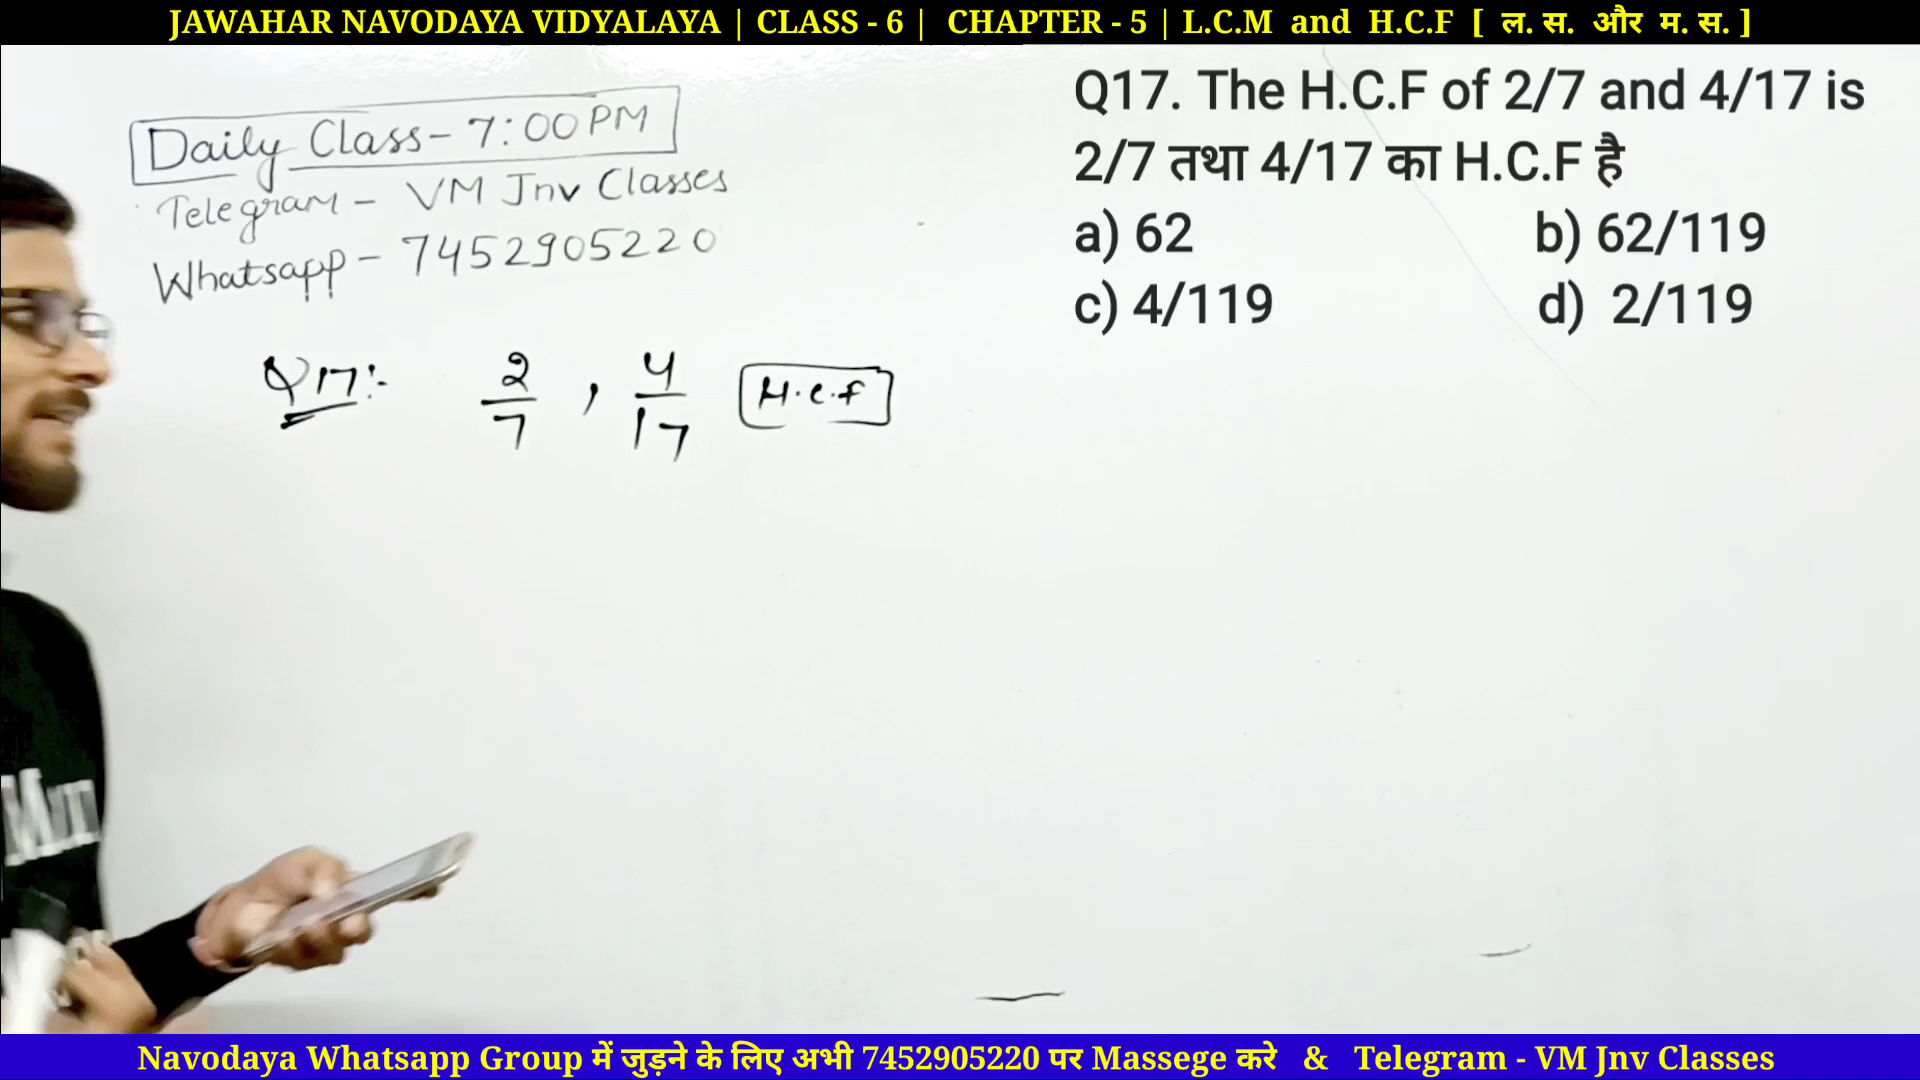 JAWAHAR NAVODAYA VIDYALAYA | CLASS - 6 | CHAPTER - 5 | L.C.M and H.C.F [ ल. स. और म. स. ]
Daily Class - 7:00 PM
Telegram - VM Jnv Classes
Whatsapp - 7452905220
Q17. The H.C.F of 2/7 and 4/17 is
2/7 तथा 4/17 का H.C.F है
a) 62 b) 62/119
c) 4/119 d) 2/119
Q17:- 2/7 , 4/17 H.C.F
Navodaya Whatsapp Group में जुड़ने के लिए अभी 7452905220 पर Massege करे & Telegram - VM Jnv Classes